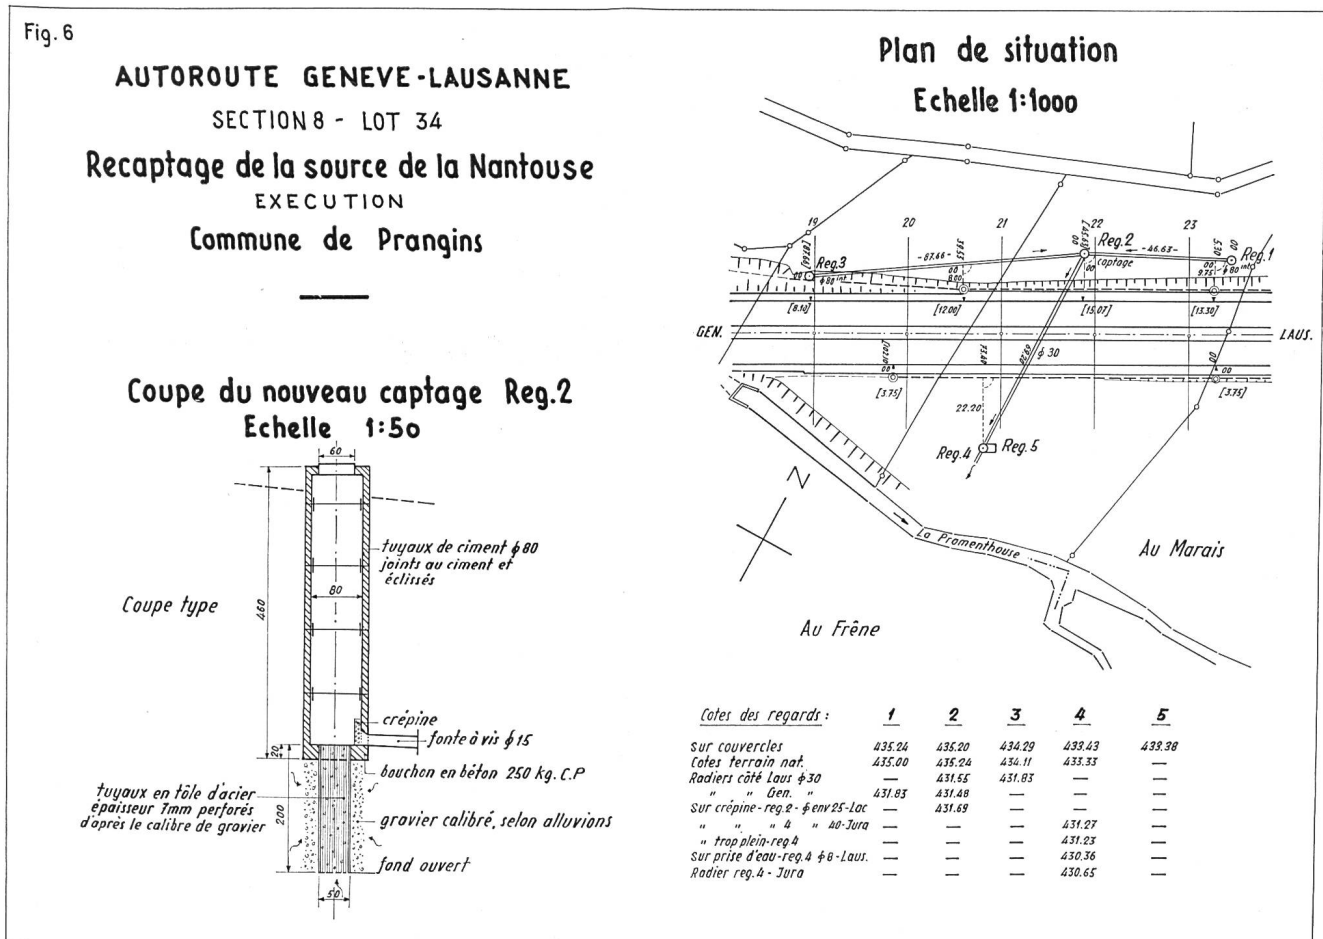 Fig. 6
AUTOROUTE GENEVE-LAUSANNE
SECTION 8 - LOT 34
Recaptage de la source de la Nantouse
EXECUTION
Commune de Prangins
Coupe du nouveau captage Reg.2
Echelle 1:50
60
tuyaux de ciment ϕ 80
joints au ciment et
éclissés
80
Coupe type
460
crépine
fonte à vis ϕ 15
20
bouchon en béton 250 kg. C.P
tuyaux en tôle d'acier
épaisseur 7mm perforés
d'après le calibre de gravier
200
gravier calibré, selon alluvions
fond ouvert
50
Plan de situation
Echelle 1:1000
19 20 21 22 23
Reg.3
ϕ 80 int
-87.66-
Reg.2
captage
-46.63-
Reg.1
9.75
ϕ 80 int
[8.10] [12.00] [15.07] [13.30]
GEN. LAUS.
ϕ 30
[3.75] [3.75]
22.20
Reg.4 Reg.5
N
La Promenthouse
Au Marais
Au Frêne
Cotes des regards : 1 2 3 4 5
Sur couvercles 435.24 435.20 434.29 433.43 433.38
Cotes terrain nat. 435.00 435.24 434.11 433.33 —
Radiers côté Laus ϕ 30 — 431.55 431.83 — —
" " Gen. " 431.83 431.48 — — —
Sur crépine-reg.2 - ϕ env 25-Lac — 431.69 — — —
" " " 4 " 40-Jura — — — 431.27 —
" trop plein-reg 4 — — — 431.23 —
Sur prise d'eau-reg.4 ϕ 8-Laus. — — — 430.36 —
Radier reg.4 - Jura — — — 430.65 —